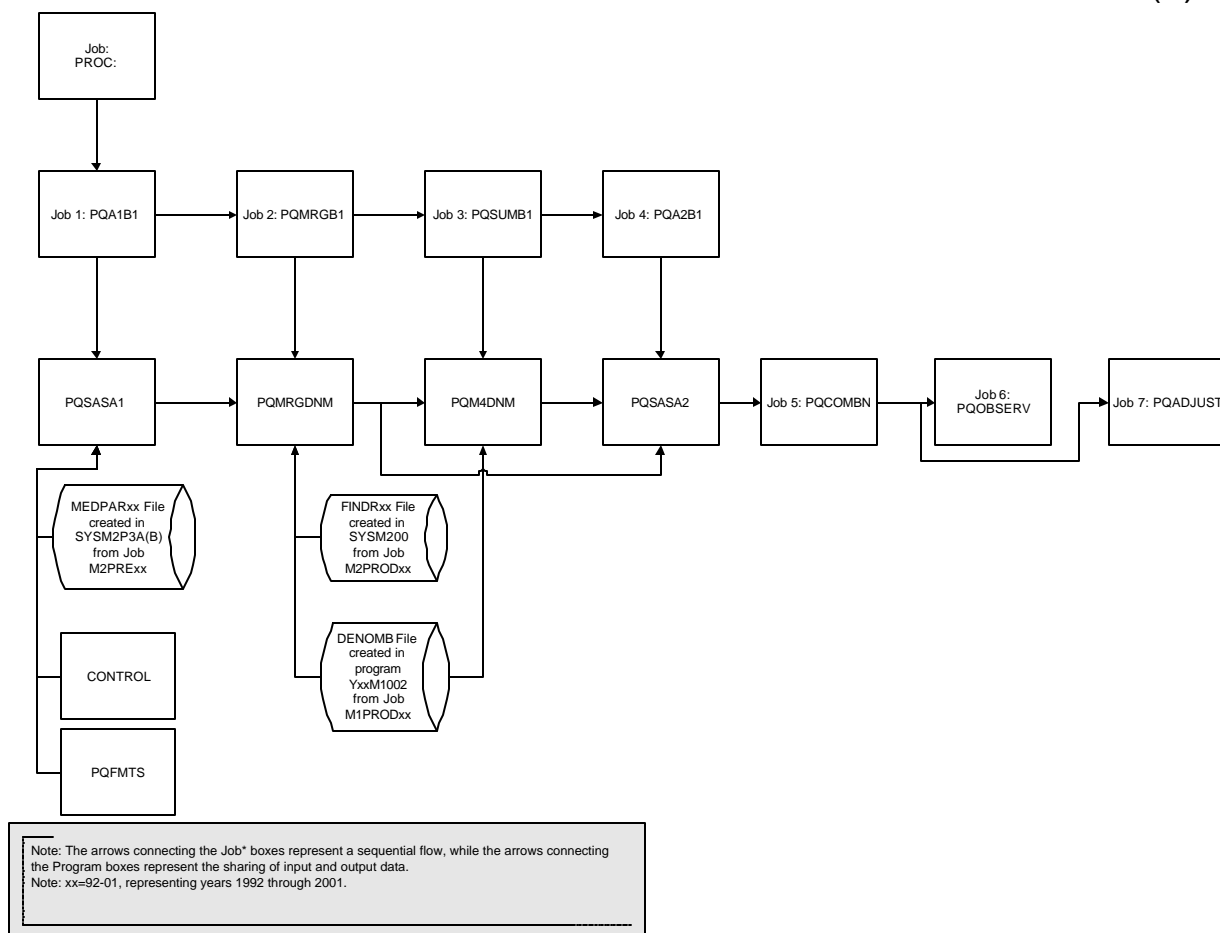 Job:
PROC:
Job 1: PQA1B1
Job 2: PQMRGB1
Job 3: PQSUMB1
Job 4: PQA2B1
PQSASA1
PQMRGDNM
PQM4DNM
PQSASA2
Job 5: PQCOMBN
Job 6:
PQOBSERV
Job 7: PQADJUST
MEDPARxx File
created in
SYSM2P3A(B)
from Job
M2PRExx
FINDRxx File
created in
SYSM200
from Job
M2PRODxx
CONTROL
DENOMB File
created in
program
YxxM1002
from Job
M1PRODxx
PQFMTS
Note: The arrows connecting the Job* boxes represent a sequential flow, while the arrows connecting
the Program boxes represent the sharing of input and output data.
Note: xx=92-01, representing years 1992 through 2001.